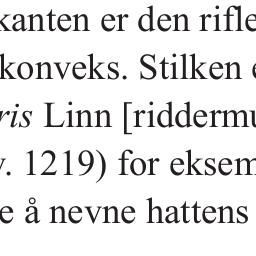 kanten er den rifle
konveks. Stilken
ris Linn [riddermu
v. 1219) for eksem
e å nevne hattens